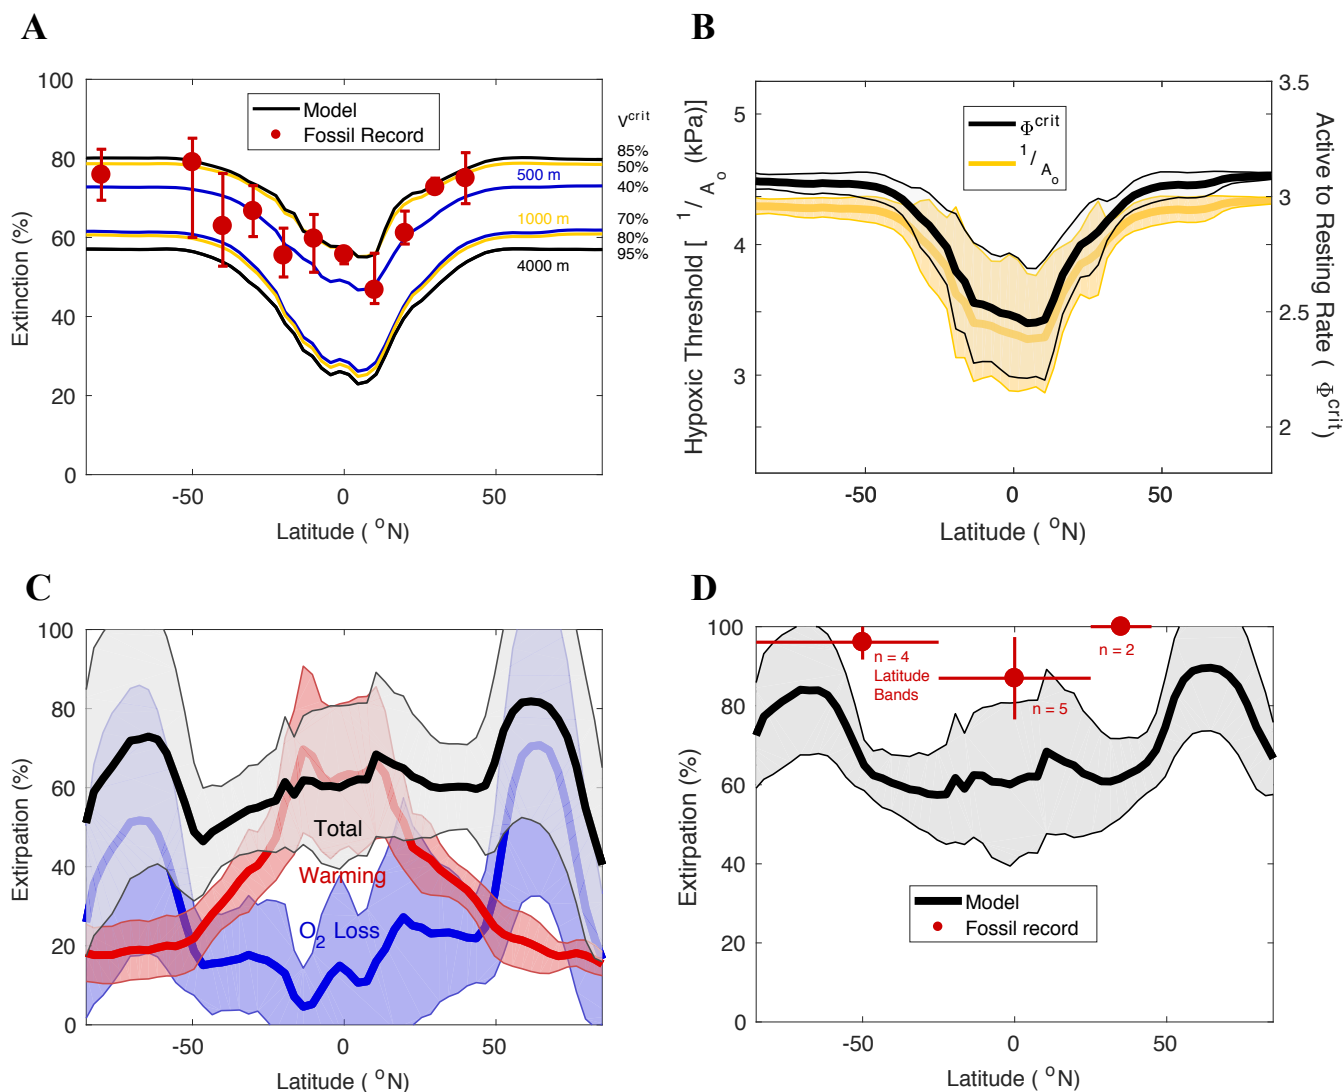 A
100
80
60
40
20
0
Extinction (%)
-50
0
50
Latitude ( °N)
Model
Fossil Record
V^crit
85%
50%
40%
70%
80%
95%
500 m
1000 m
4000 m
B
5
4
3
Hypoxic Threshold [ 1/A_o (kPa)]
3.5
3
2.5
2
Active to Resting Rate ( Φ^crit)
-50
0
50
Latitude ( °N)
Φ^crit
1/A_o
C
100
80
60
40
20
0
Extirpation (%)
-50
0
50
Latitude ( °N)
Total
Warming
O_2 Loss
D
100
80
60
40
20
0
Extirpation (%)
-50
0
50
Latitude ( °N)
n = 4
Latitude
Bands
n = 5
n = 2
Model
Fossil record